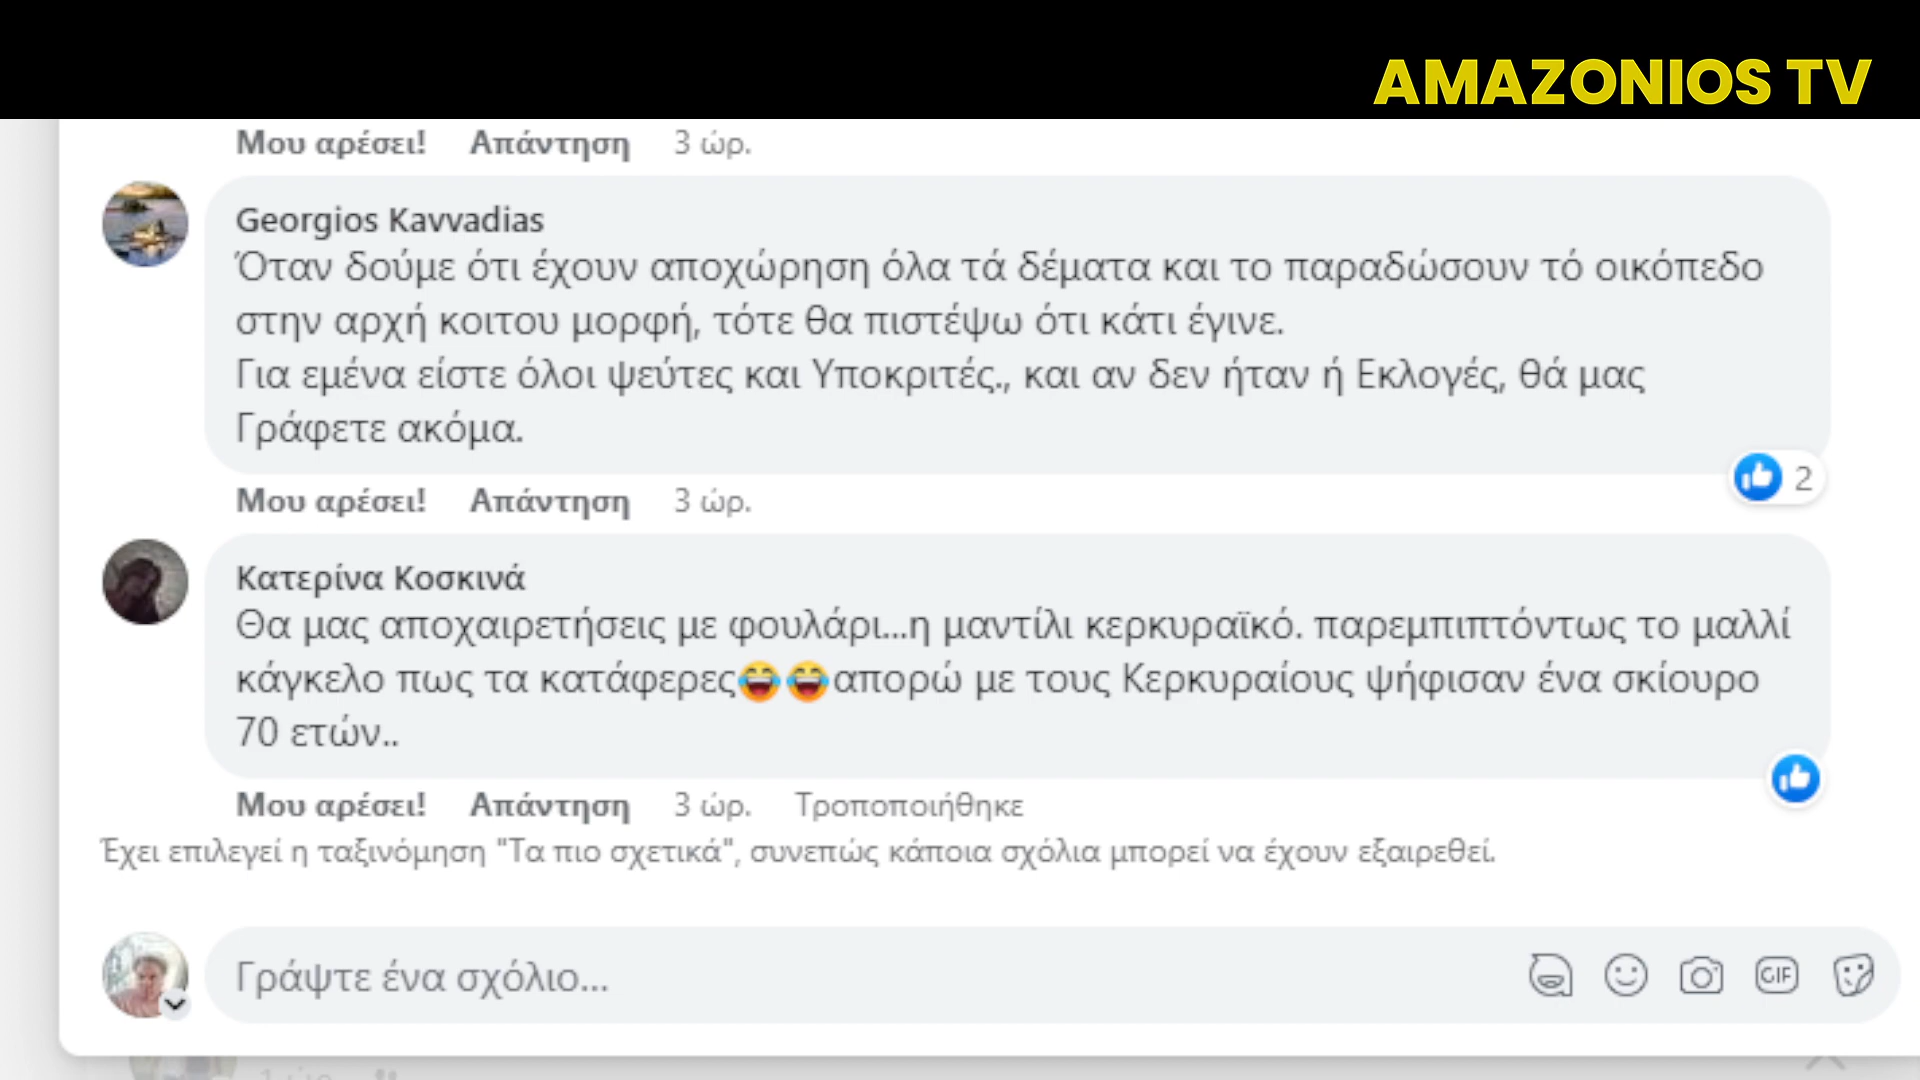 AMAZONIOS TV
Μου αρέσει! Απάντηση 3 ώρ.
Georgios Kavvadias
Όταν δούμε ότι έχουν αποχώρηση όλα τά δέματα και το παραδώσουν τό οικόπεδο
στην αρχή κοιτου μορφή, τότε θα πιστέψω ότι κάτι έγινε.
Για εμένα είστε όλοι ψεύτες και Υποκριτές., και αν δεν ήταν ή Εκλογές, θά μας
Γράφετε ακόμα.
2
Μου αρέσει! Απάντηση 3 ώρ.
Κατερίνα Κοσκινά
Θα μας αποχαιρετήσεις με φουλάρι...η μαντίλι κερκυραϊκό. παρεμπιπτόντως το μαλλί
κάγκελο πως τα κατάφερες😂😂απορώ με τους Κερκυραίους ψήφισαν ένα σκίουρο
70 ετών..
Μου αρέσει! Απάντηση 3 ώρ. Τροποποιήθηκε
Έχει επιλεγεί η ταξινόμηση "Τα πιο σχετικά", συνεπώς κάποια σχόλια μπορεί να έχουν εξαιρεθεί.
Γράψτε ένα σχόλιο...
GIF